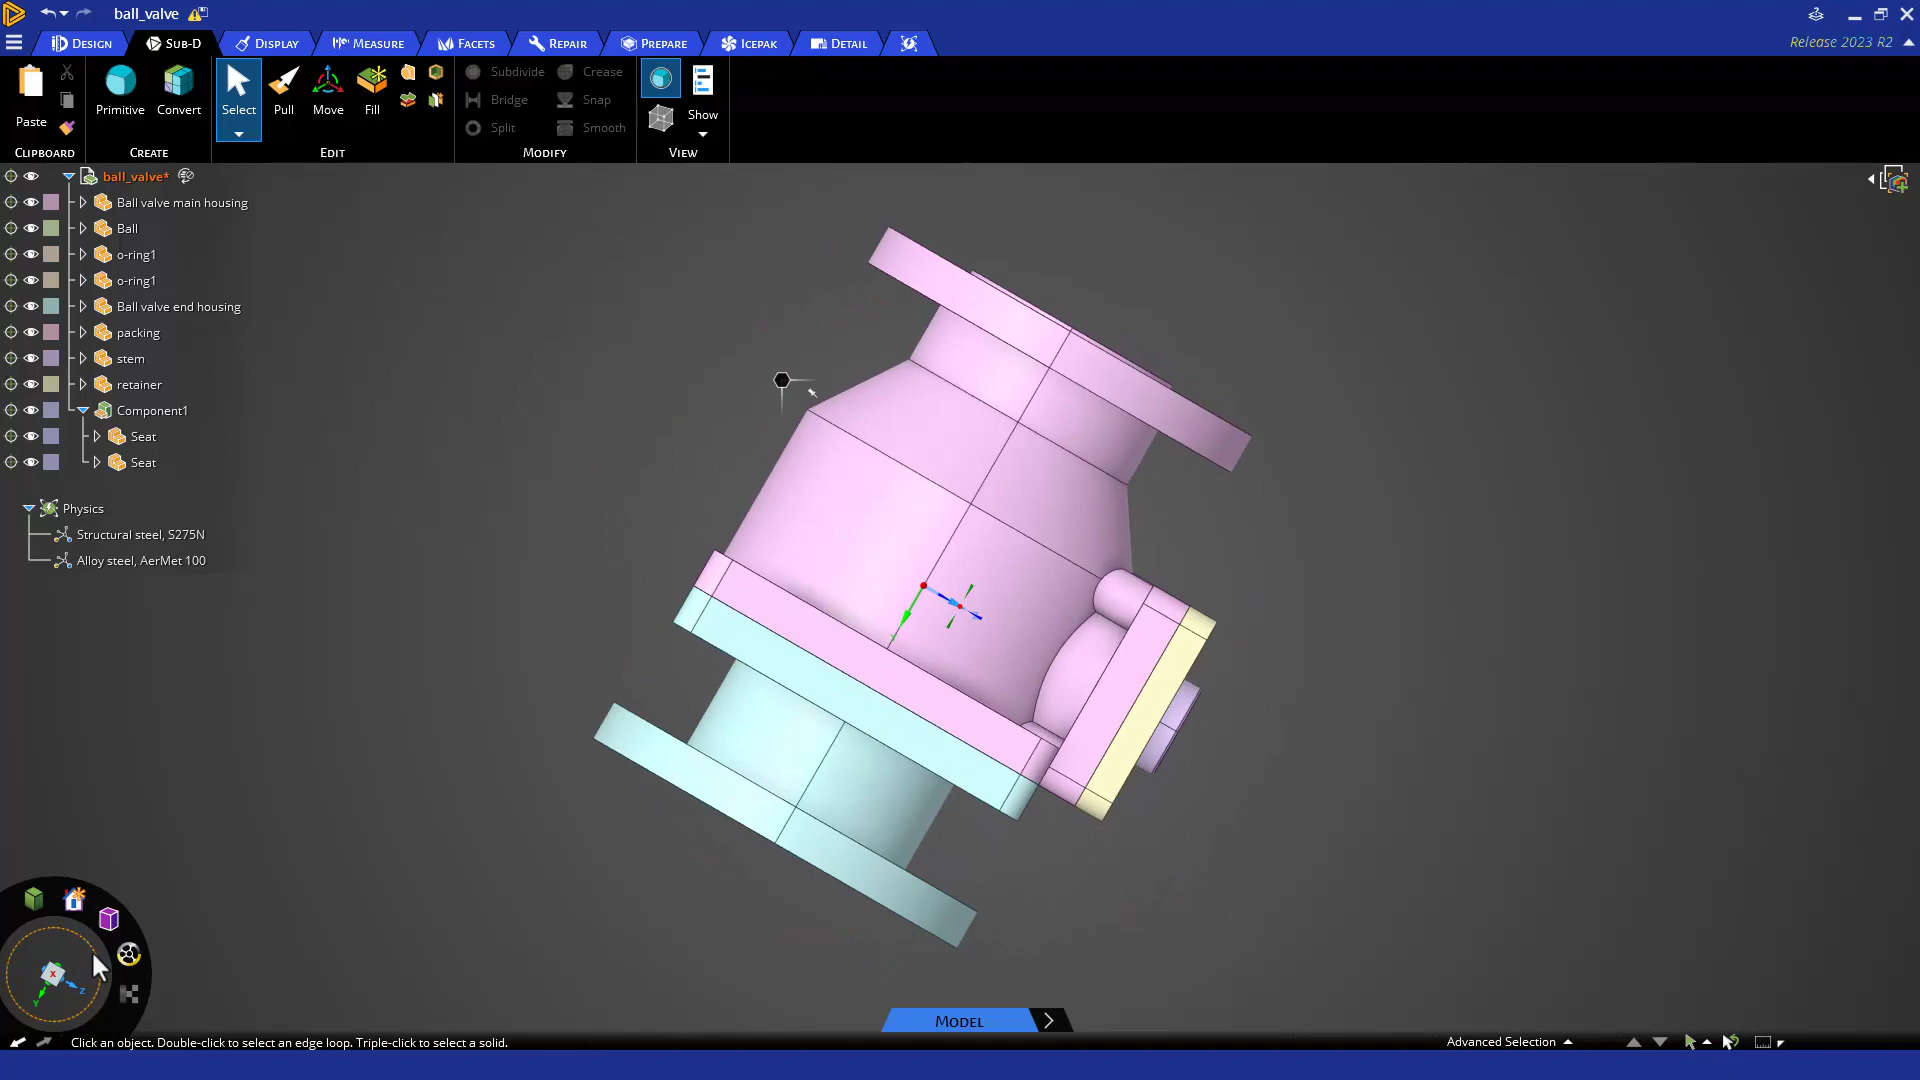 ball_valve
Design Sub-D Display Measure Facets Repair Prepare Icepak Detail
Release 2023 R2
Paste Primitive Convert Select Pull Move Fill
Subdivide Crease
Bridge Snap
Split Smooth
Show
Clipboard Create Edit Modify View
ball_valve*
Ball valve main housing
Ball
o-ring1
o-ring1
Ball valve end housing
packing
stem
retainer
Component1
Seat
Seat
Physics
Structural steel, S275N
Alloy steel, AerMet 100
X
Y
Z
Model
Click an object. Double-click to select an edge loop. Triple-click to select a solid.
Advanced Selection